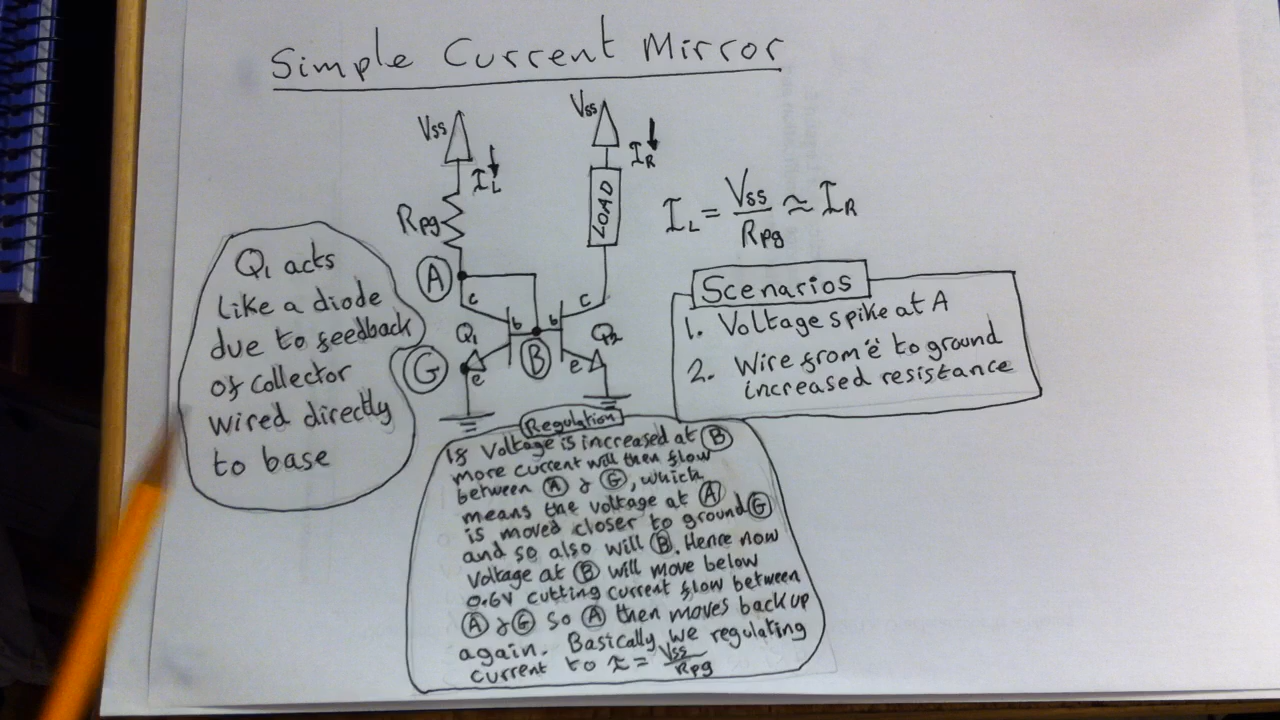 Simple Current Mirror
Vss
I_L
Rpg
Vss
I_R
LOAD
I_L = Vss / Rpg ≈ I_R
A
c
b
Q1
e
G
B
c
b
Q2
e
Q1 acts
like a diode
due to feedback
of collector
wired directly
to base
Scenarios
1. Voltage spike at A
2. Wire from 'e' to ground
increased resistance
Regulation
If Voltage is increased at B
more current will then flow
between A & G, which
means the voltage at A
is moved closer to ground G
and so also will B. Hence now
voltage at B will move below
0.6V cutting current flow between
A & G so A then moves back up
again. Basically we regulating
current to I = Vss / Rpg